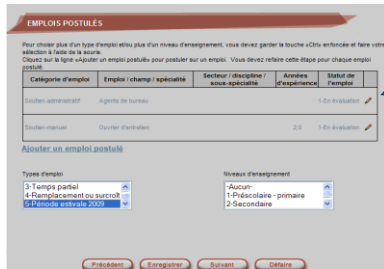 EMPLOIS POSTULÉS
Pour choisir plus d'un type d'emploi et/ou plus d'un niveau d'enseignement, vous devez garder la touche «Ctrl» enfoncée et faire votre
sélection à l'aide de la souris.
Cliquez sur la ligne «Ajouter un emploi postulé» pour postuler sur un emploi. Vous devez refaire cette étape pour chaque emploi
postulé.
Catégorie d'emploi Emploi / champ / spécialité Secteur / discipline / sous-spécialité Années d'expérience Statut de l'emploi
Soutien-administratif Agents de bureau 1-En évaluation
Soutien-manuel Ouvrier d'entretien 2,0 1-En évaluation
Ajouter un emploi postulé
Types d'emploi Niveaux d'enseignement
3-Temps partiel -Aucun-
4-Remplacement ou surcroît 1-Préscolaire - primaire
5-Période estivale 2009 2-Secondaire
Précédent Enregistrer Suivant Défaire